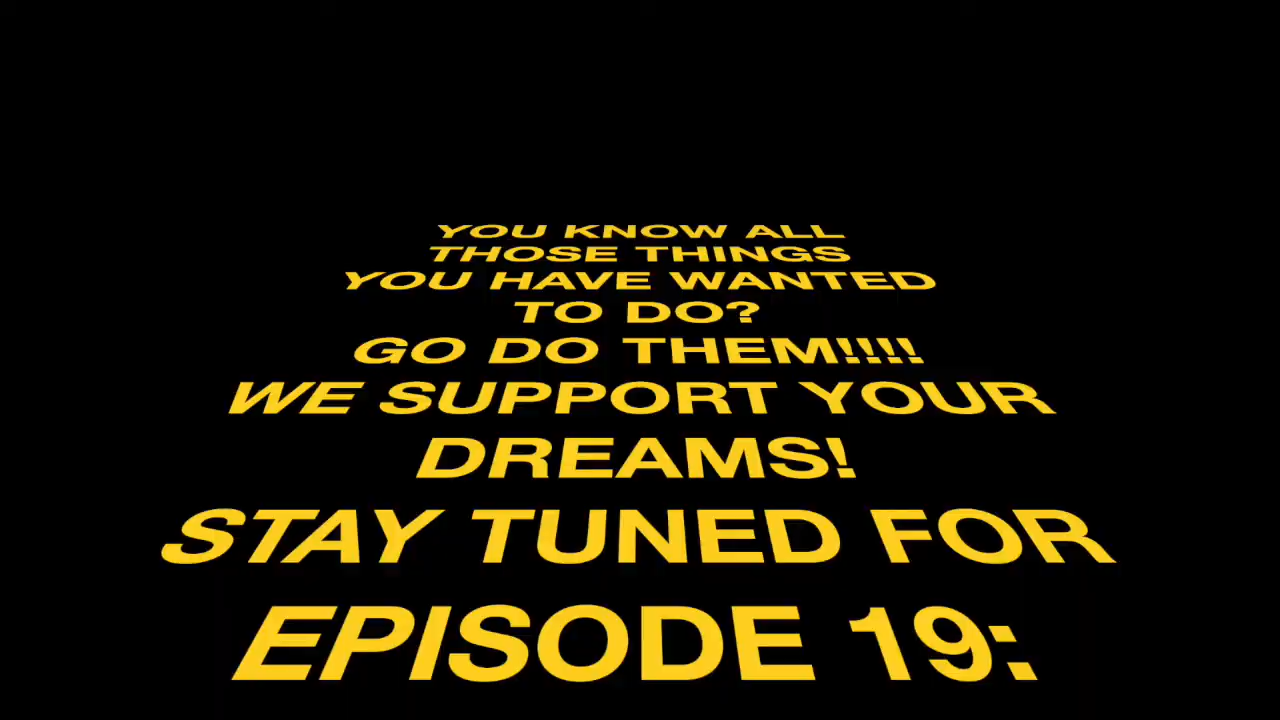 YOU KNOW ALL
THOSE THINGS
YOU HAVE WANTED
TO DO?
GO DO THEM!!!!
WE SUPPORT YOUR
DREAMS!
STAY TUNED FOR
EPISODE 19: